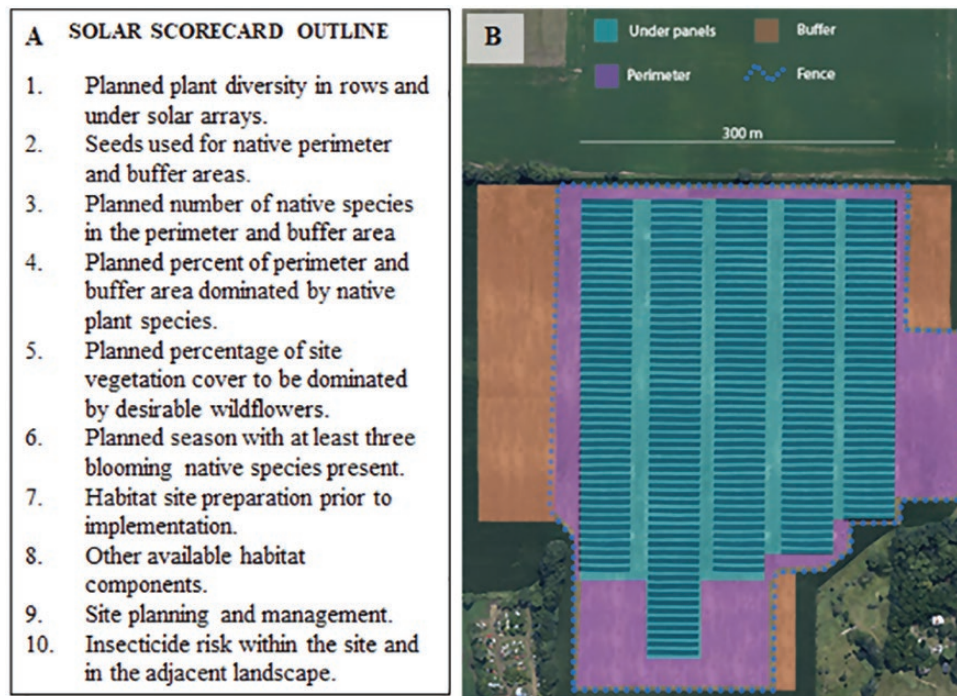 A SOLAR SCORECARD OUTLINE
1. Planned plant diversity in rows and
under solar arrays.
2. Seeds used for native perimeter
and buffer areas.
3. Planned number of native species
in the perimeter and buffer area
4. Planned percent of perimeter and
buffer area dominated by native
plant species.
5. Planned percentage of site
vegetation cover to be dominated
by desirable wildflowers.
6. Planned season with at least three
blooming native species present.
7. Habitat site preparation prior to
implementation.
8. Other available habitat
components.
9. Site planning and management.
10. Insecticide risk within the site and
in the adjacent landscape.
B
Under panels
Buffer
Perimeter
Fence
300 m